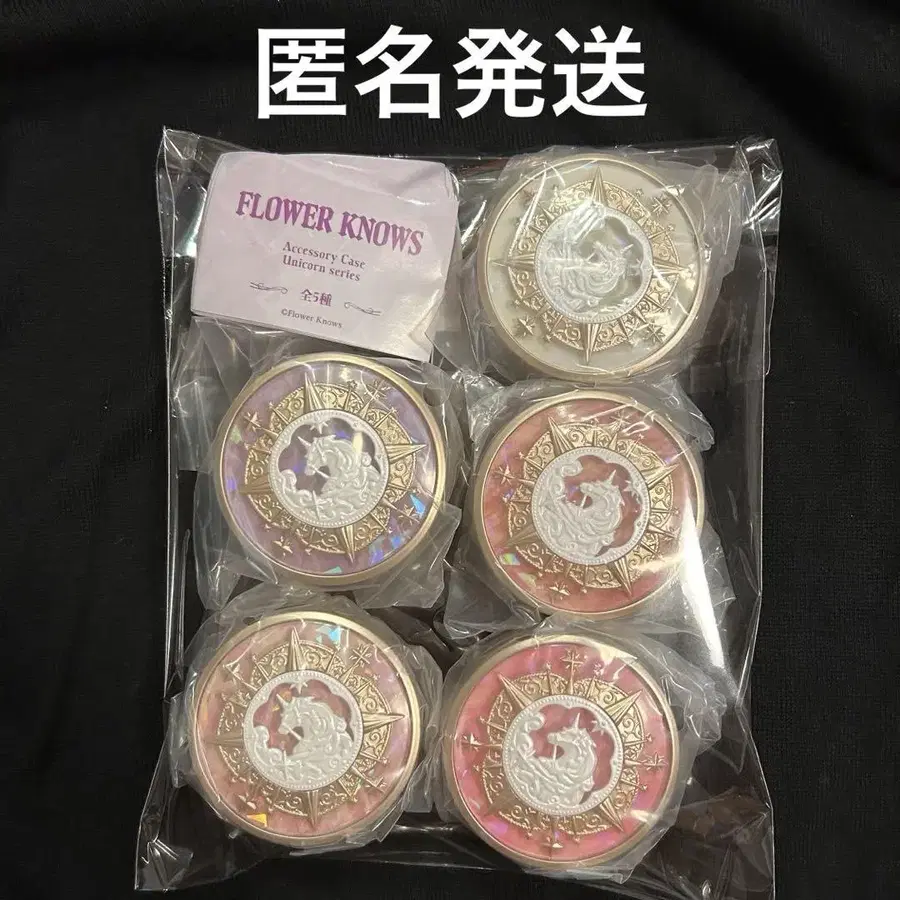 匿名発送
FLOWER KNOWS
Accessory Case
Unicorn series
全5種
©Flower Knows